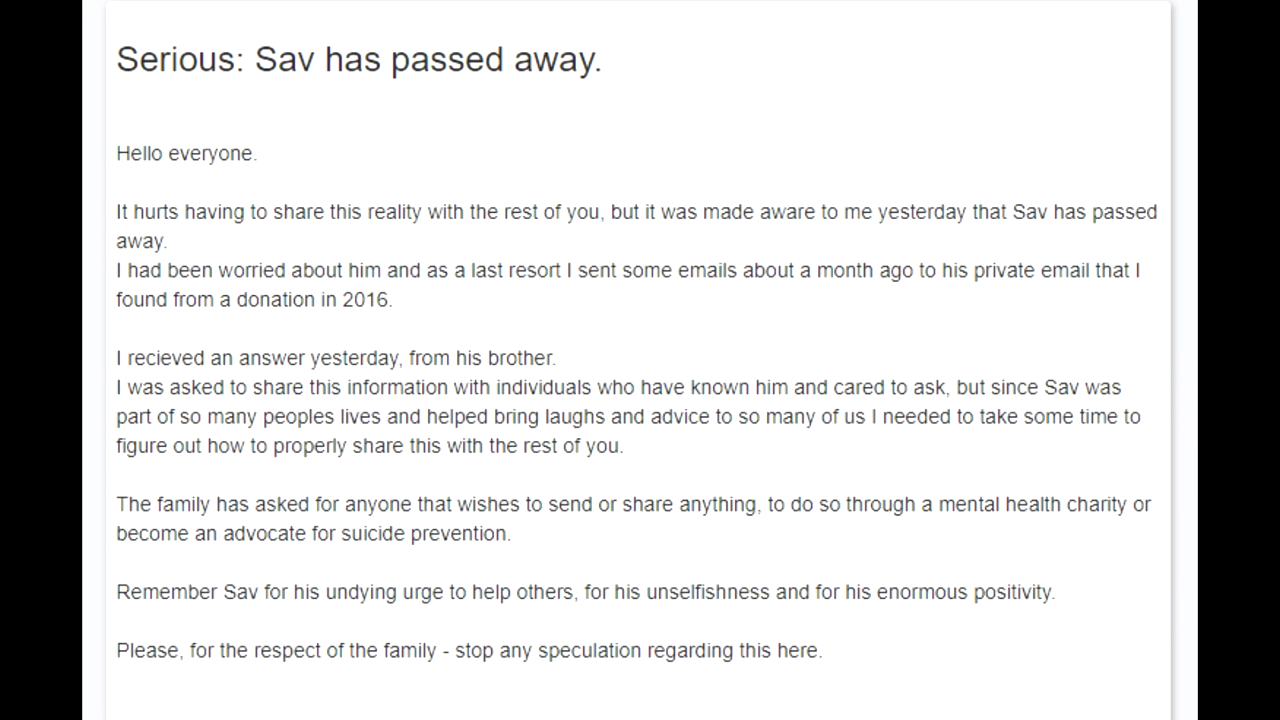 Serious: Sav has passed away.
Hello everyone.
It hurts having to share this reality with the rest of you, but it was made aware to me yesterday that Sav has passed
away.
I had been worried about him and as a last resort I sent some emails about a month ago to his private email that I
found from a donation in 2016.
I recieved an answer yesterday, from his brother.
I was asked to share this information with individuals who have known him and cared to ask, but since Sav was
part of so many peoples lives and helped bring laughs and advice to so many of us I needed to take some time to
figure out how to properly share this with the rest of you.
The family has asked for anyone that wishes to send or share anything, to do so through a mental health charity or
become an advocate for suicide prevention.
Remember Sav for his undying urge to help others, for his unselfishness and for his enormous positivity.
Please, for the respect of the family - stop any speculation regarding this here.